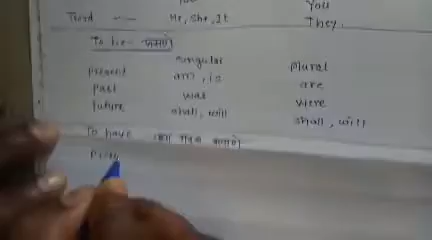 You
Third He, She, It They.
To be -
singular plural
present am, is are
past was were
future shall, will shall, will
To have